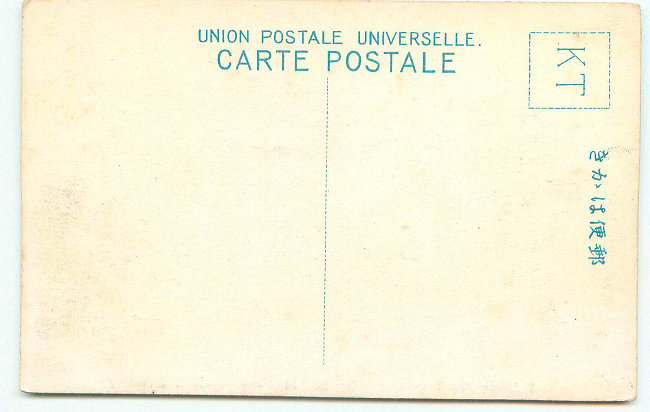 UNION POSTALE UNIVERSELLE.
CARTE POSTALE
KT
郵便はかき